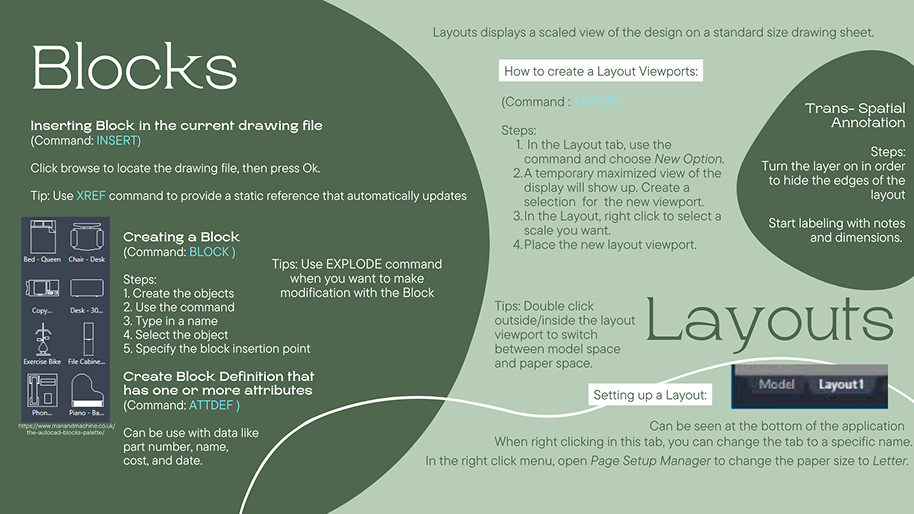 Blocks
Inserting Block in the current drawing file
(Command: INSERT)
Click browse to locate the drawing file, then press Ok.
Tip: Use XREF command to provide a static reference that automatically updates
Bed - Queen
Chair - Desk
Copy...
Desk - 30...
Exercise Bike
File Cabine...
Phon...
Piano - Ba...
https://www.manandmachine.co.uk/
the-autocad-blocks-palette/
Creating a Block
(Command: BLOCK )
Steps:
1. Create the objects
2. Use the command
3. Type in a name
4. Select the object
5. Specify the block insertion point
Tips: Use EXPLODE command
when you want to make
modification with the Block
Create Block Definition that
has one or more attributes
(Command: ATTDEF )
Can be use with data like
part number, name,
cost, and date.
Layouts displays a scaled view of the design on a standard size drawing sheet.
How to create a Layout Viewports:
(Command : MVIEW)
Steps:
1. In the Layout tab, use the
command and choose New Option.
2. A temporary maximized view of the
display will show up. Create a
selection for the new viewport.
3. In the Layout, right click to select a
scale you want.
4. Place the new layout viewport.
Trans- Spatial
Annotation
Steps:
Turn the layer on in order
to hide the edges of the
layout
Start labeling with notes
and dimensions.
Tips: Double click
outside/inside the layout
viewport to switch
between model space
and paper space.
Layouts
Setting up a Layout:
Model
Layout1
Can be seen at the bottom of the application
When right clicking in this tab, you can change the tab to a specific name.
In the right click menu, open Page Setup Manager to change the paper size to Letter.